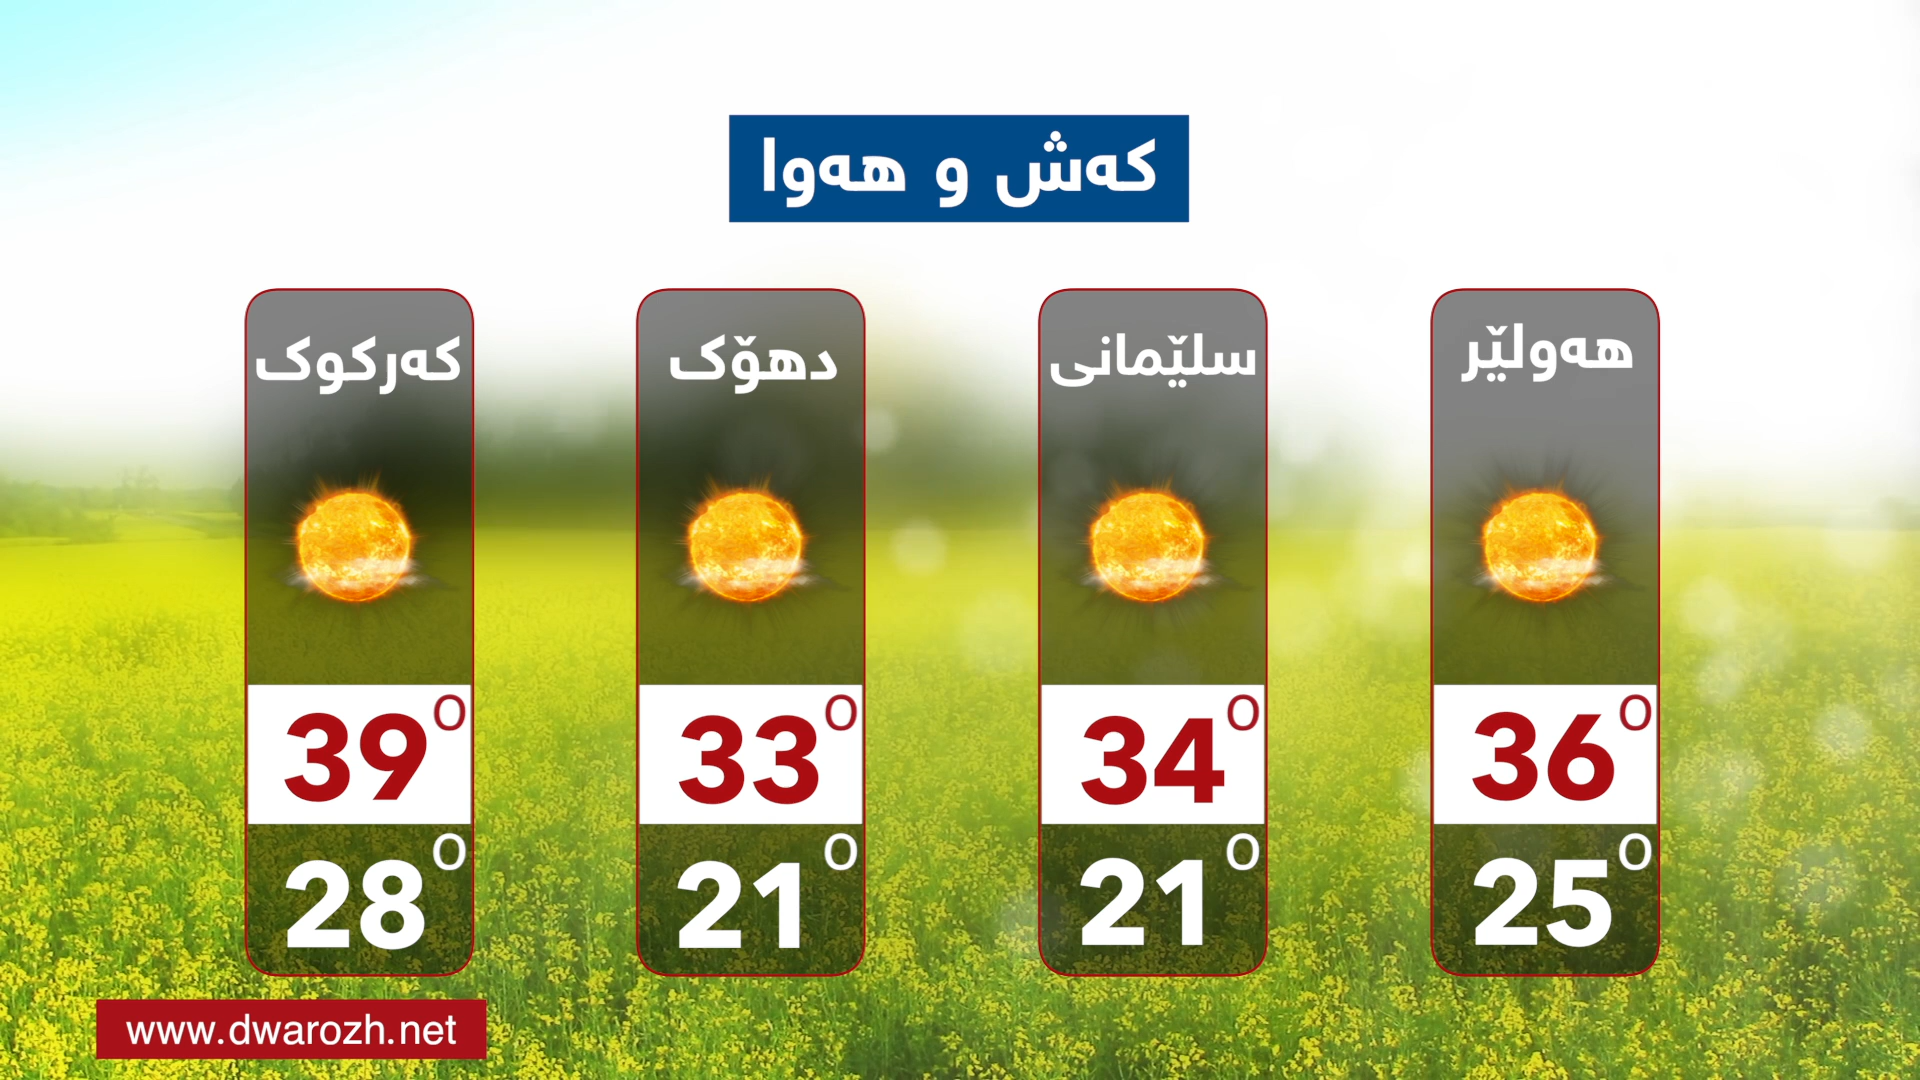 کەش و هەوا
هەولێر
36°
25°
سلێمانی
34°
21°
دهۆک
33°
21°
کەرکوک
39°
28°
www.dwarozh.net